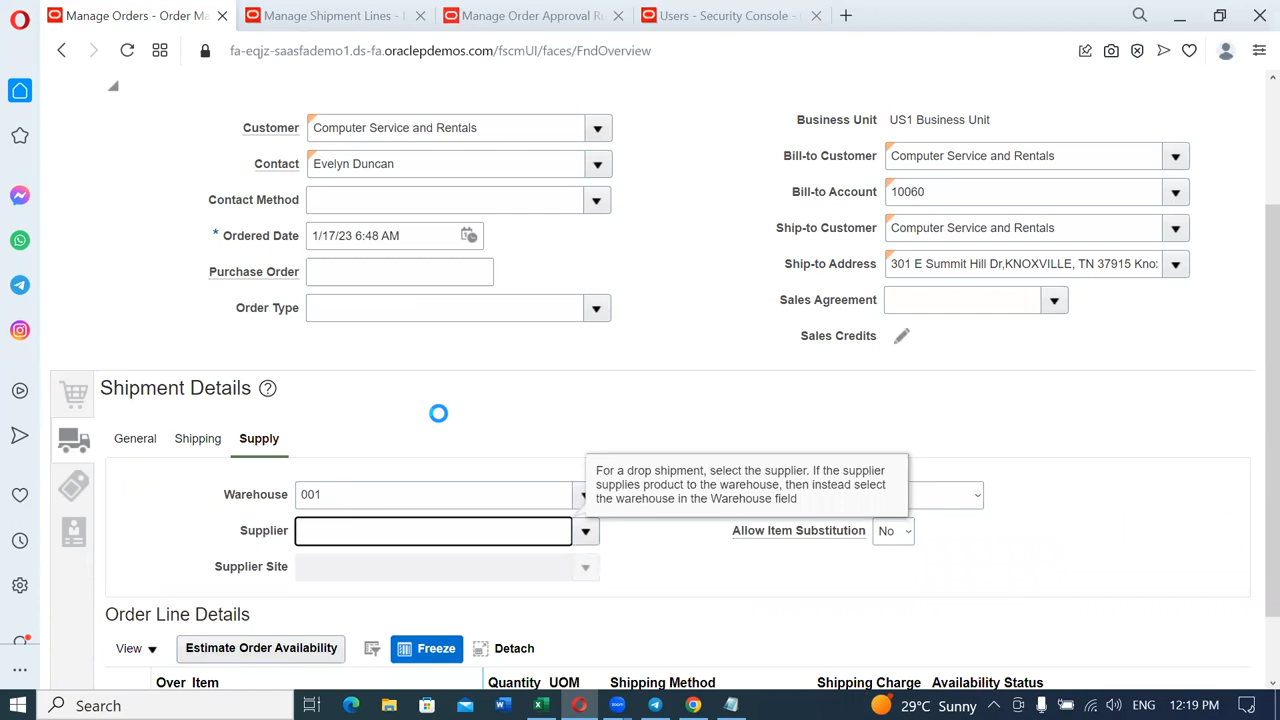 Manage Orders - Order Ma
Manage Shipment Lines -
Manage Order Approval Ru
Users - Security Console -
fa-eqjz-saasfademo1.ds-fa.oraclepdemos.com/fscmUI/faces/FndOverview
Customer Computer Service and Rentals
Contact Evelyn Duncan
Contact Method
* Ordered Date 1/17/23 6:48 AM
Purchase Order
Order Type
Business Unit US1 Business Unit
Bill-to Customer Computer Service and Rentals
Bill-to Account 10060
Ship-to Customer Computer Service and Rentals
Ship-to Address 301 E Summit Hill Dr,KNOXVILLE, TN 37915 Kno:
Sales Agreement
Sales Credits
Shipment Details ?
General Shipping Supply
Warehouse 001
Supplier
Supplier Site
For a drop shipment, select the supplier. If the supplier
supplies product to the warehouse, then instead select
the warehouse in the Warehouse field
Allow Item Substitution No
Order Line Details
View Estimate Order Availability Freeze Detach
Over Item Quantity UOM Shipping Method Shipping Charge Availability Status
Search
29°C Sunny ENG 12:19 PM